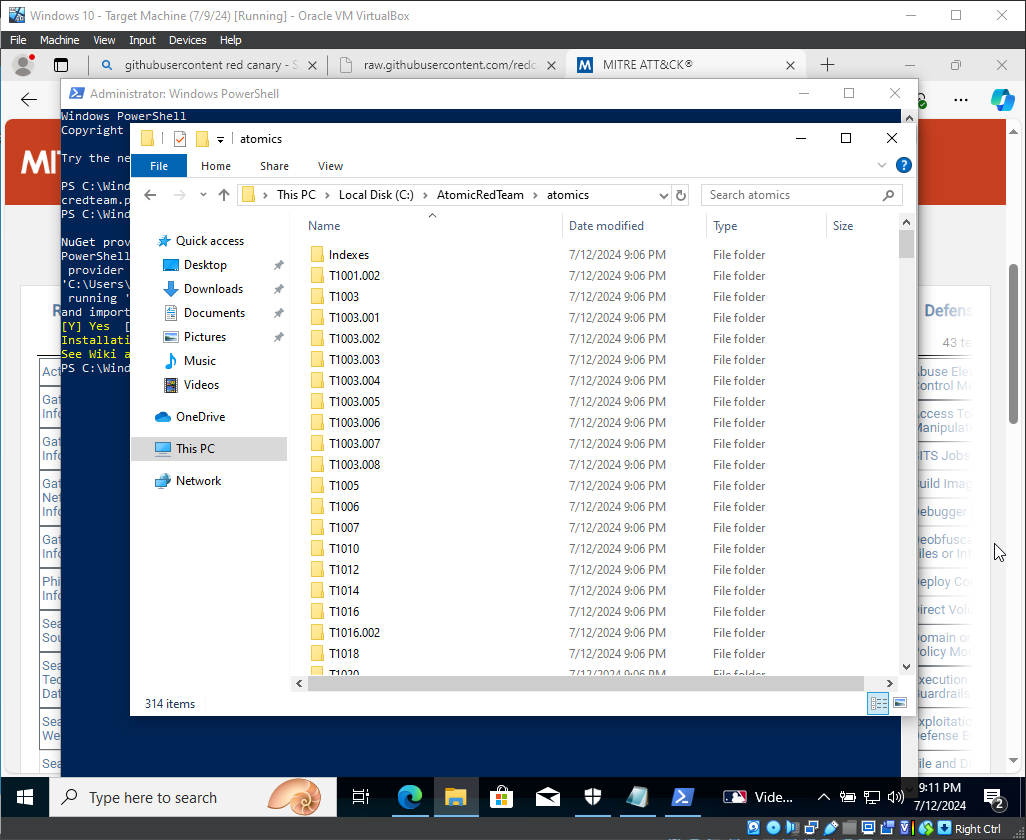 Windows 10 - Target Machine (7/9/24) [Running] - Oracle VM VirtualBox
File Machine View Input Devices Help
githubusercontent red canary - S
raw.githubusercontent.com/redc
MITRE ATT&CK®
Administrator: Windows PowerShell
Windows PowerShell
Copyright
Try the ne
PS C:\Wind
credteam.p
PS C:\Wind
NuGet prov
PowerShell
provider
'C:\Users\
running '
and import
[Y] Yes [
Installati
See Wiki a
PS C:\Wind
atomics
File Home Share View
This PC Local Disk (C:) AtomicRedTeam atomics
Search atomics
Name Date modified Type Size
Quick access
Desktop
Downloads
Documents
Pictures
Music
Videos
OneDrive
This PC
Network
Indexes 7/12/2024 9:06 PM File folder
T1001.002 7/12/2024 9:06 PM File folder
T1003 7/12/2024 9:06 PM File folder
T1003.001 7/12/2024 9:06 PM File folder
T1003.002 7/12/2024 9:06 PM File folder
T1003.003 7/12/2024 9:06 PM File folder
T1003.004 7/12/2024 9:06 PM File folder
T1003.005 7/12/2024 9:06 PM File folder
T1003.006 7/12/2024 9:06 PM File folder
T1003.007 7/12/2024 9:06 PM File folder
T1003.008 7/12/2024 9:06 PM File folder
T1005 7/12/2024 9:06 PM File folder
T1006 7/12/2024 9:06 PM File folder
T1007 7/12/2024 9:06 PM File folder
T1010 7/12/2024 9:06 PM File folder
T1012 7/12/2024 9:06 PM File folder
T1014 7/12/2024 9:06 PM File folder
T1016 7/12/2024 9:06 PM File folder
T1016.002 7/12/2024 9:06 PM File folder
T1018 7/12/2024 9:06 PM File folder
T1020 7/12/2024 9:06 PM File folder
314 items
Defens
43 te
Abuse Ele
Control M
Access To
Manipulat
BITS Jobs
Build Imag
Debugger
Deobfusca
Files or In
Deploy Co
Direct Volu
Domain o
Policy Mo
Execution
Guardrails
Exploitatio
Defense E
File and D
Act
Gat
Info
Gat
Info
Gat
Net
Info
Gat
Info
Phi
Info
Sea
Sou
Sea
Tec
Dat
Sea
We
Sea
Type here to search
Vide...
9:11 PM
7/12/2024
2
Right Ctrl